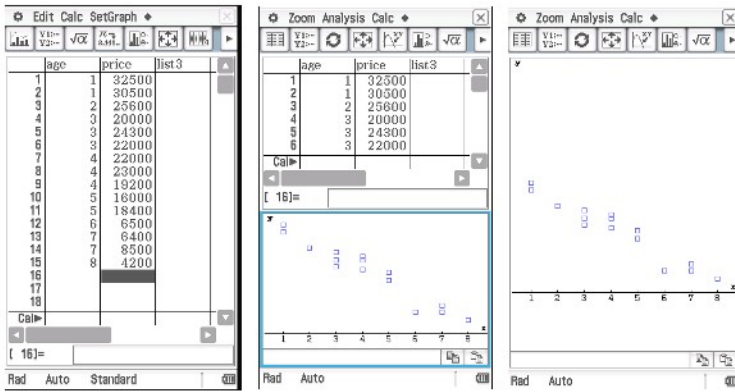 Edit Calc SetGraph
age price list3
1 1 32500
2 1 30500
3 2 25600
4 3 20000
5 3 24300
6 3 22000
7 4 22000
8 4 23000
9 4 19200
10 5 16000
11 5 18400
12 6 6500
13 7 6400
14 7 8500
15 8 4200
16
17
18
Cal
[ 16]=
Rad Auto Standard
Zoom Analysis Calc
Y1:-- Y2:-- √α
age price list3
1 1 32500
2 1 30500
3 2 25600
4 3 20000
5 3 24300
6 3 22000
Cal
[ 16]=
y
x
1 2 3 4 5 6 7 8
Rad Auto
Zoom Analysis Calc
y
x
1 2 3 4 5 6 7 8
Rad Auto